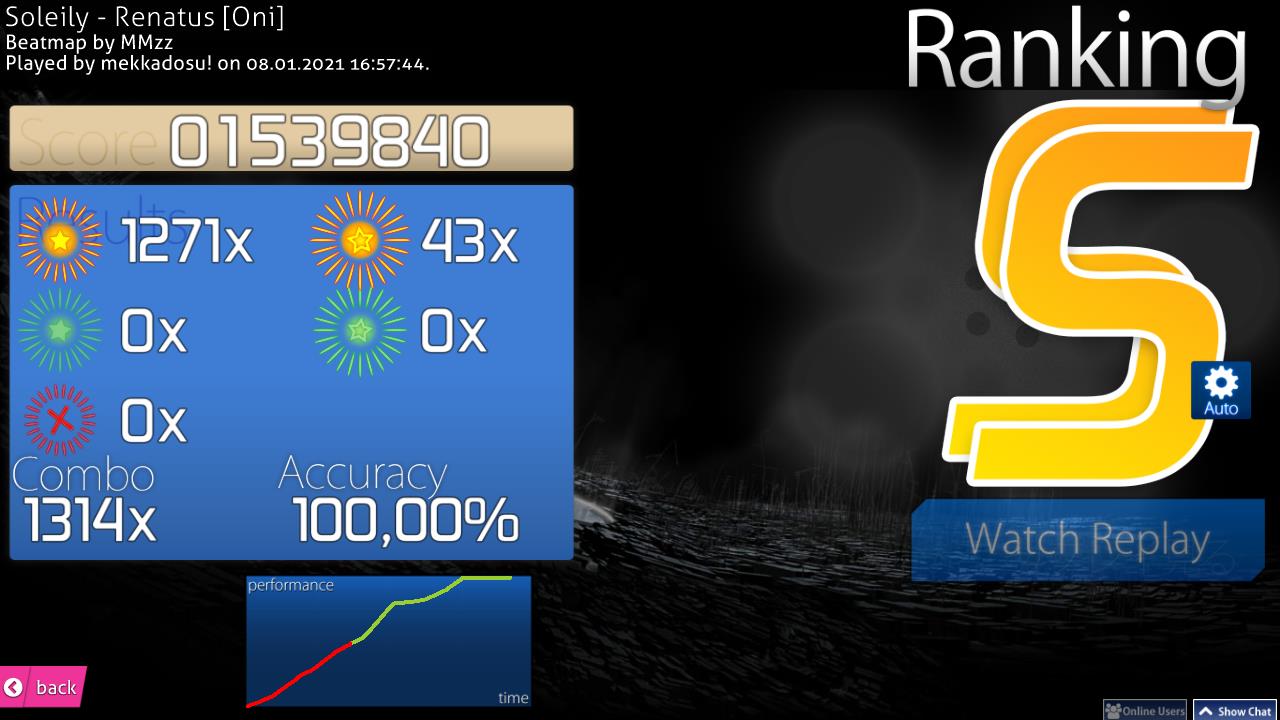 Soleily - Renatus [Oni]
Beatmap by MMzz
Played by mekkadosu! on 08.01.2021 16:57:44.
Ranking
Score 01539840
Results
1271x 43x
0x 0x
0x
Combo Accuracy
1314x 100,00%
Auto
Watch Replay
performance
time
back
Online Users Show Chat